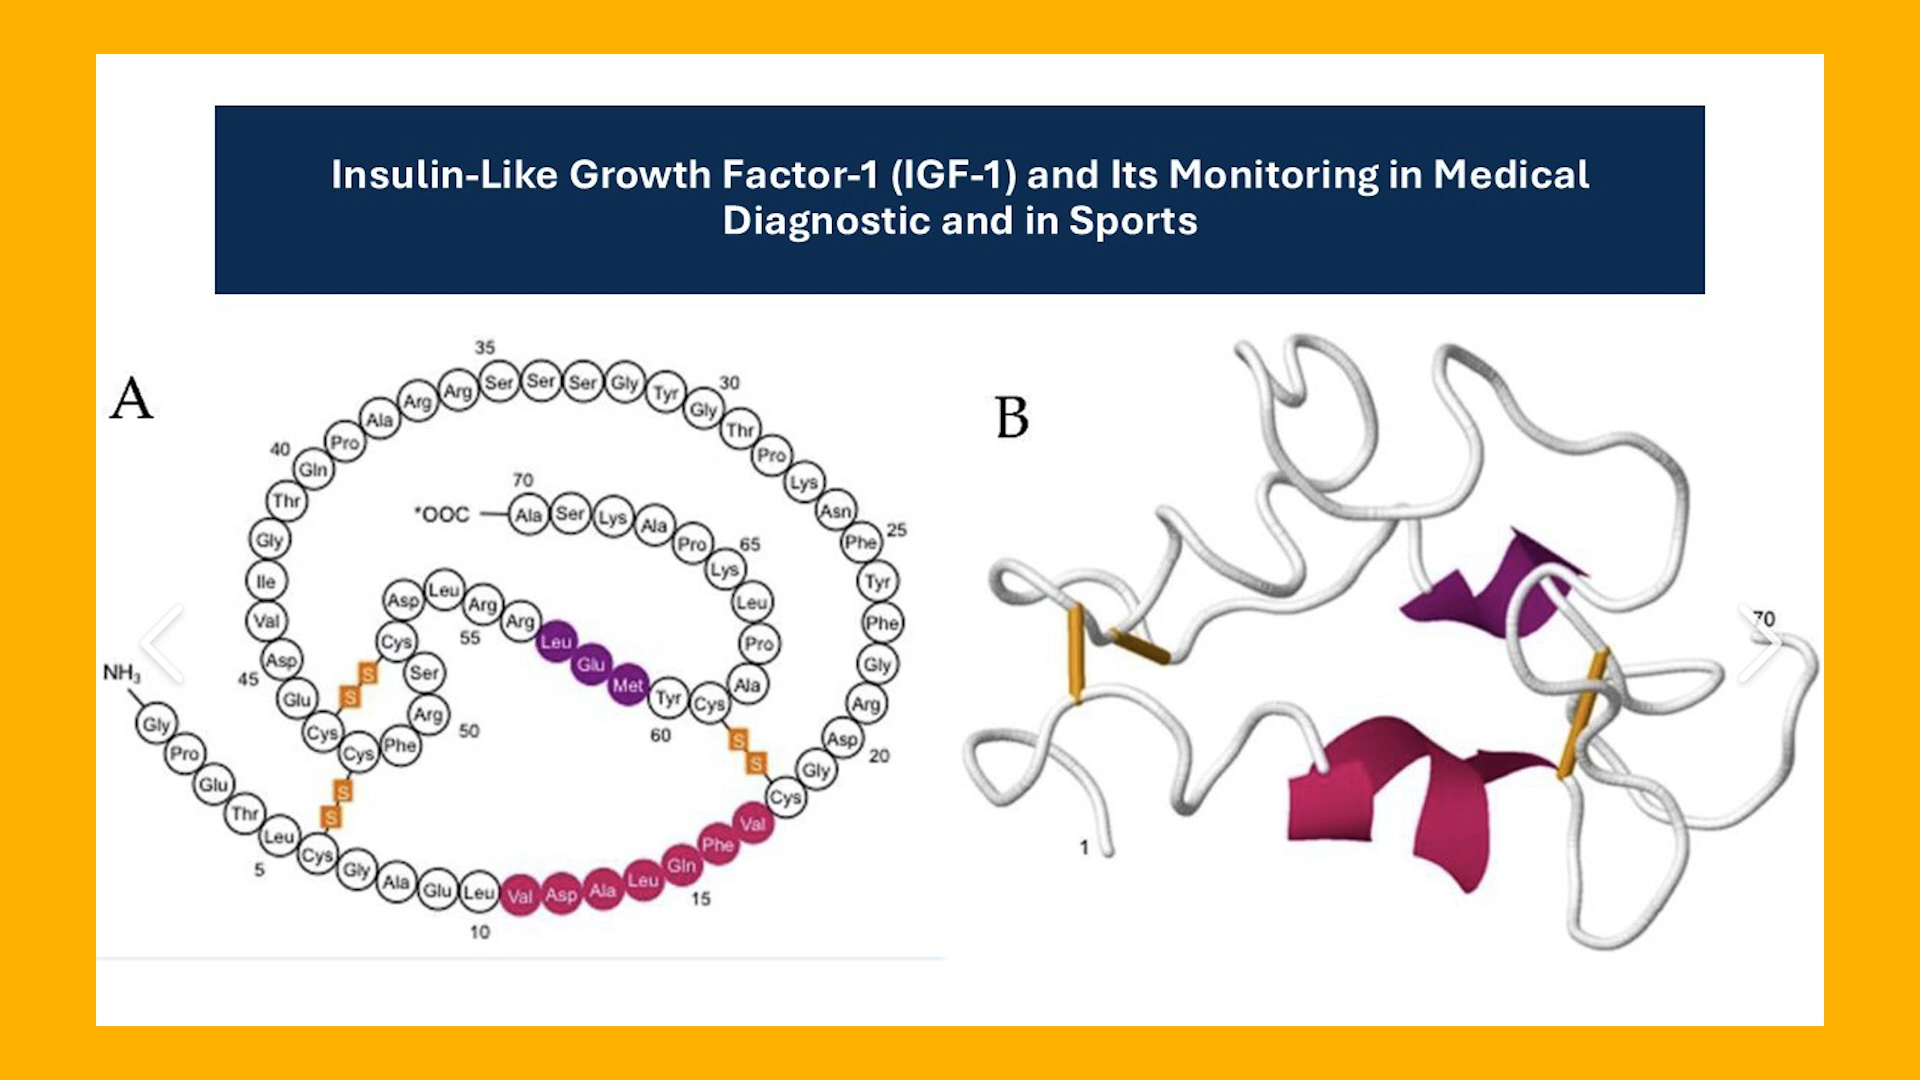 Insulin-Like Growth Factor-1 (IGF-1) and Its Monitoring in Medical
Diagnostic and in Sports
A
B
NH₃
Gly
Pro
Glu
Thr
Leu
5
Cys
Gly
Ala
Glu
Leu
10
Val
Asp
Ala
Leu
Gln
15
Phe
Val
Cys
Gly
Asp
20
Arg
Gly
Phe
Tyr
Phe
25
Asn
Lys
Pro
Thr
Gly
30
Tyr
Gly
Ser
Ser
Ser
35
Arg
Arg
Ala
Pro
Gln
40
Thr
Gly
Ile
Val
Asp
45
Glu
Cys
Cys
Phe
Arg
50
Ser
Cys
Asp
Leu
Arg
55
Arg
Leu
Glu
Met
Tyr
60
Cys
Ala
Pro
Leu
Lys
65
Pro
Ala
Lys
Ser
Ala
70
*OOC
S
S
S
S
S
S
1
70